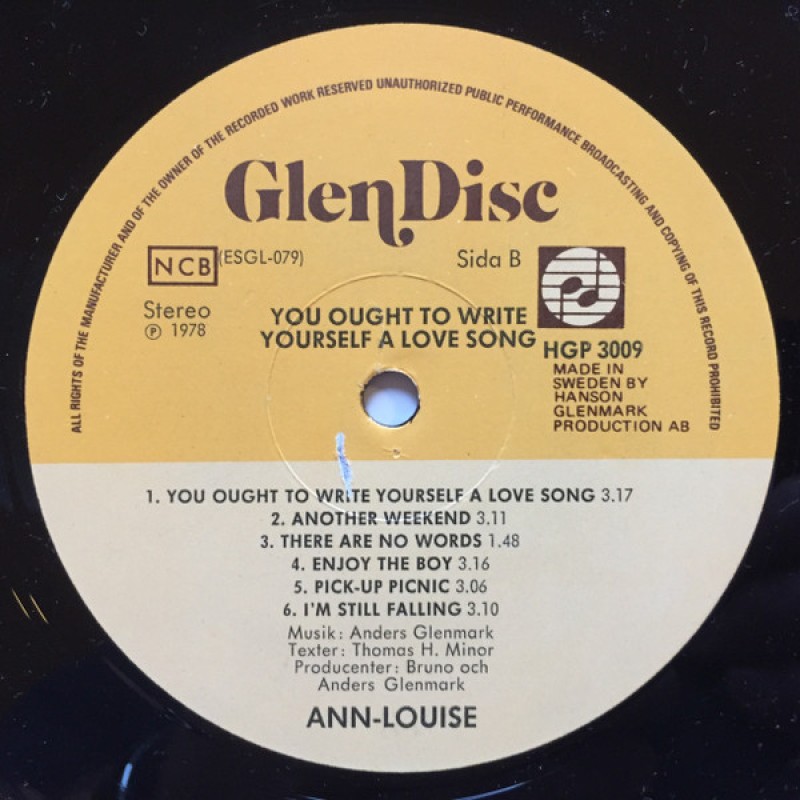 ALL RIGHTS OF THE MANUFACTURER AND OF THE OWNER OF THE RECORDED WORK RESERVED UNAUTHORIZED PUBLIC PERFORMANCE BROADCASTING AND COPYING OF THIS RECORD PROHIBITED
GlenDisc
NCB (ESGL-079)
Sida B
Stereo
Ⓟ 1978
YOU OUGHT TO WRITE
YOURSELF A LOVE SONG
HGP 3009
MADE IN
SWEDEN BY
HANSON
GLENMARK
PRODUCTION AB
1. YOU OUGHT TO WRITE YOURSELF A LOVE SONG 3.17
2. ANOTHER WEEKEND 3.11
3. THERE ARE NO WORDS 1.48
4. ENJOY THE BOY 3.16
5. PICK-UP PICNIC 3.06
6. I'M STILL FALLING 3.10
Musik: Anders Glenmark
Texter: Thomas H. Minor
Producenter: Bruno och
Anders Glenmark
ANN-LOUISE